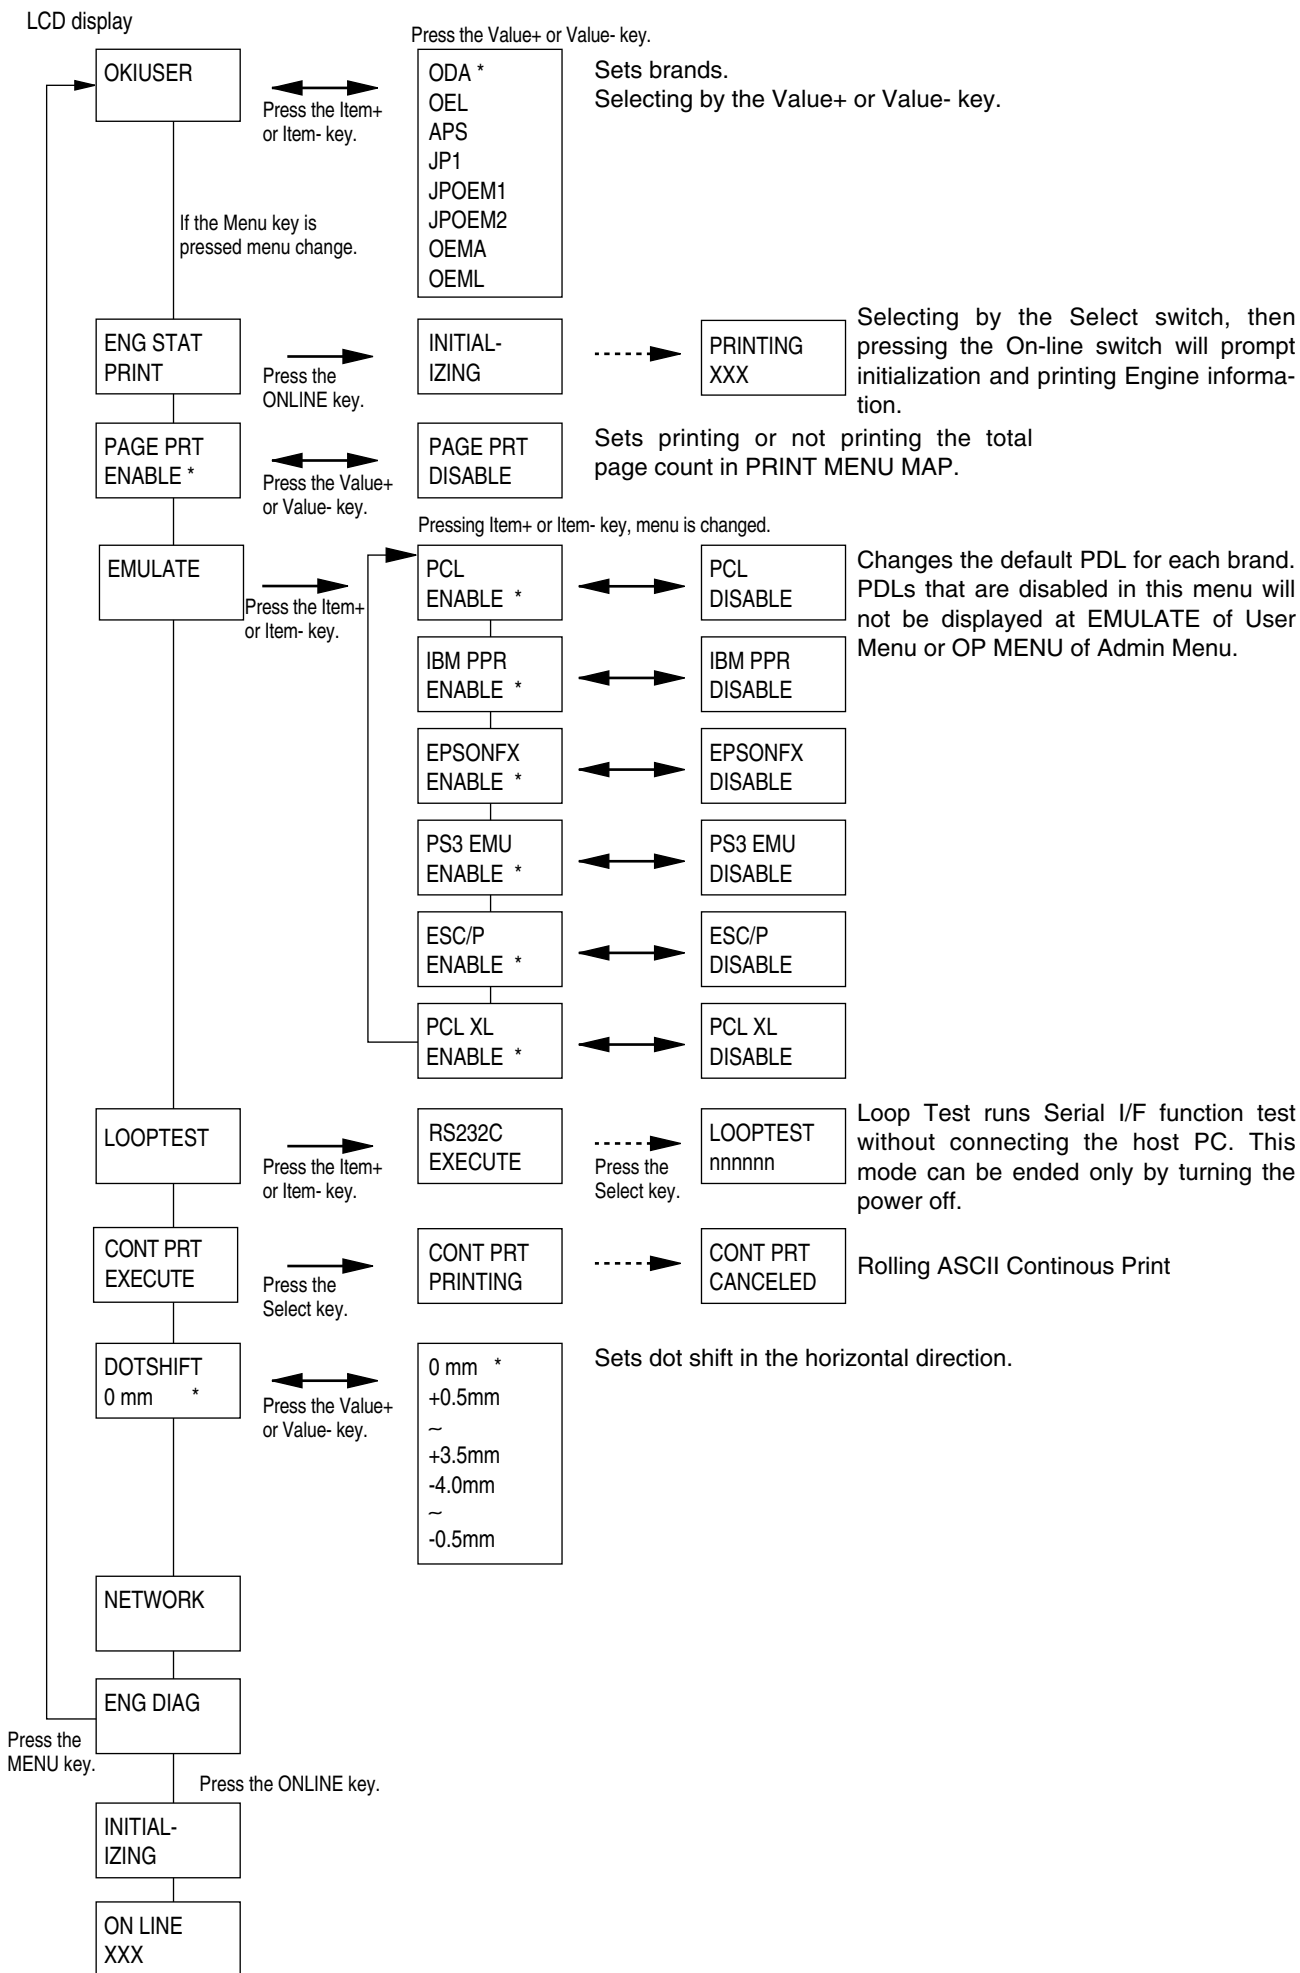 LCD display
Press the Value+ or Value- key.
OKIUSER
Press the Item+
or Item- key.
ODA *
OEL
APS
JP1
JPOEM1
JPOEM2
OEMA
OEML
Sets brands.
Selecting by the Value+ or Value- key.
If the Menu key is
pressed menu change.
ENG STAT
PRINT
Press the
ONLINE key.
INITIAL-
IZING
PRINTING
XXX
Selecting by the Select switch, then
pressing the On-line switch will prompt
initialization and printing Engine informa-
tion.
PAGE PRT
ENABLE *
Press the Value+
or Value- key.
PAGE PRT
DISABLE
Sets printing or not printing the total
page count in PRINT MENU MAP.
Pressing Item+ or Item- key, menu is changed.
EMULATE
Press the Item+
or Item- key.
PCL
ENABLE *
PCL
DISABLE
Changes the default PDL for each brand.
PDLs that are disabled in this menu will
not be displayed at EMULATE of User
Menu or OP MENU of Admin Menu.
IBM PPR
ENABLE *
IBM PPR
DISABLE
EPSONFX
ENABLE *
EPSONFX
DISABLE
PS3 EMU
ENABLE *
PS3 EMU
DISABLE
ESC/P
ENABLE *
ESC/P
DISABLE
PCL XL
ENABLE *
PCL XL
DISABLE
LOOPTEST
Press the Item+
or Item- key.
RS232C
EXECUTE
Press the
Select key.
LOOPTEST
nnnnnn
Loop Test runs Serial I/F function test
without connecting the host PC. This
mode can be ended only by turning the
power off.
CONT PRT
EXECUTE
Press the
Select key.
CONT PRT
PRINTING
CONT PRT
CANCELED
Rolling ASCII Continous Print
DOTSHIFT
0 mm *
Press the Value+
or Value- key.
0 mm *
+0.5mm
~
+3.5mm
-4.0mm
~
-0.5mm
Sets dot shift in the horizontal direction.
NETWORK
ENG DIAG
Press the
MENU key.
Press the ONLINE key.
INITIAL-
IZING
ON LINE
XXX